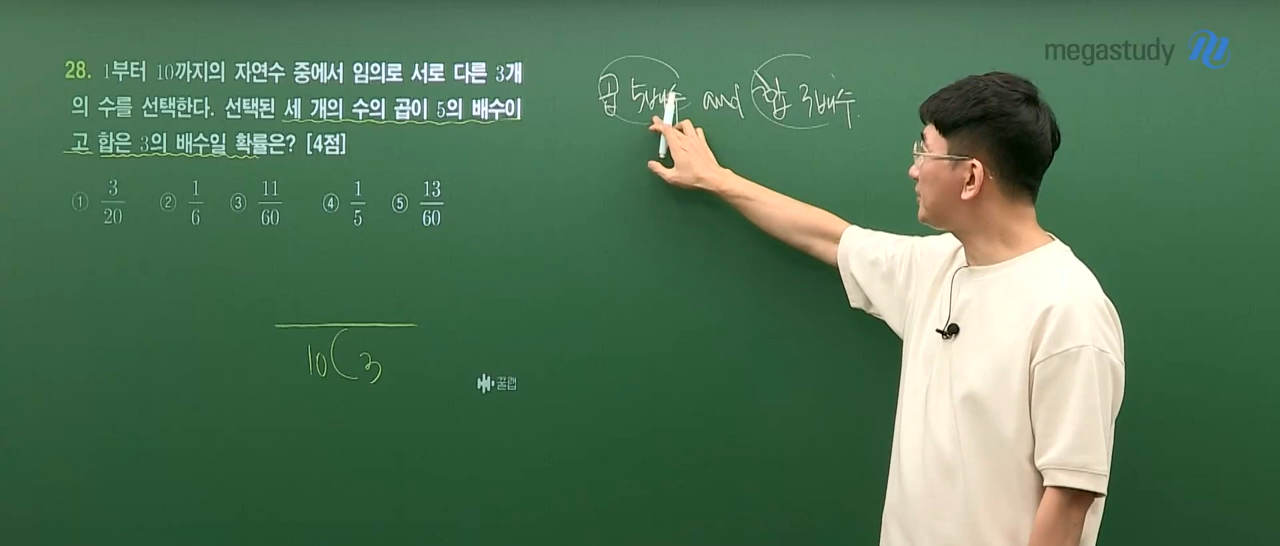 megastudy
28. 1부터 10까지의 자연수 중에서 임의로 서로 다른 3개
의 수를 선택한다. 선택된 세 개의 수의 곱이 5의 배수이
고 합은 3의 배수일 확률은? [4점]
① 3/20 ② 1/6 ③ 11/60 ④ 1/5 ⑤ 13/60
곱 5배수 and 합 3배수.
10C3
꿀랩